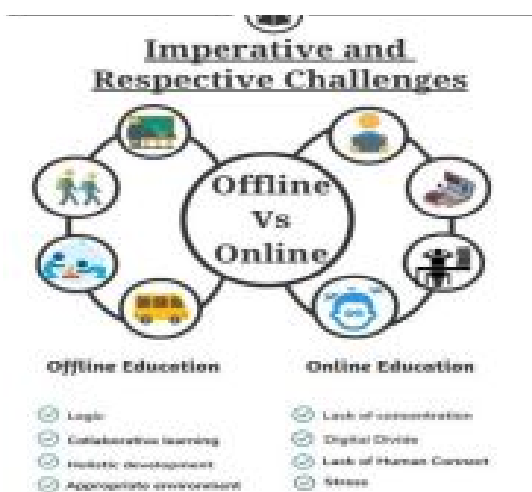 Imperative and
Respective Challenges
Offline
Vs
Online
Offline Education
Logic
Collaborative learning
Holistic development
Appropriate environment
Online Education
Lack of concentration
Digital Divide
Lack of Human Connect
Stress